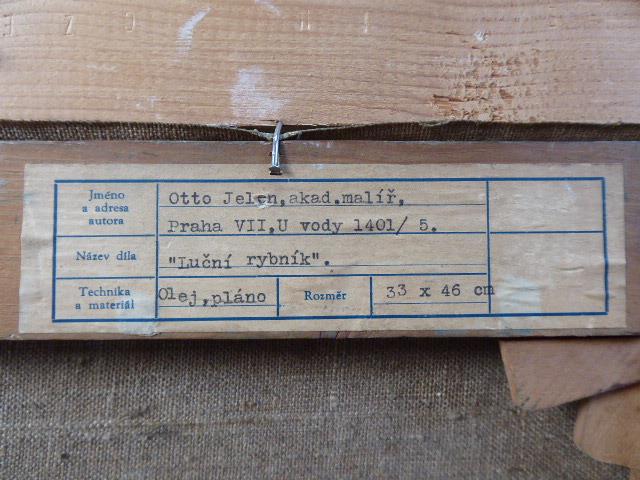 Jméno
a adresa
autora
Otto Jelen,akad.malíř,
Praha VII,U vody 1401/ 5.
Název díla
"Luční rybník".
Technika
a materiál
Olej,pláno
Rozměr
33 x 46 cm